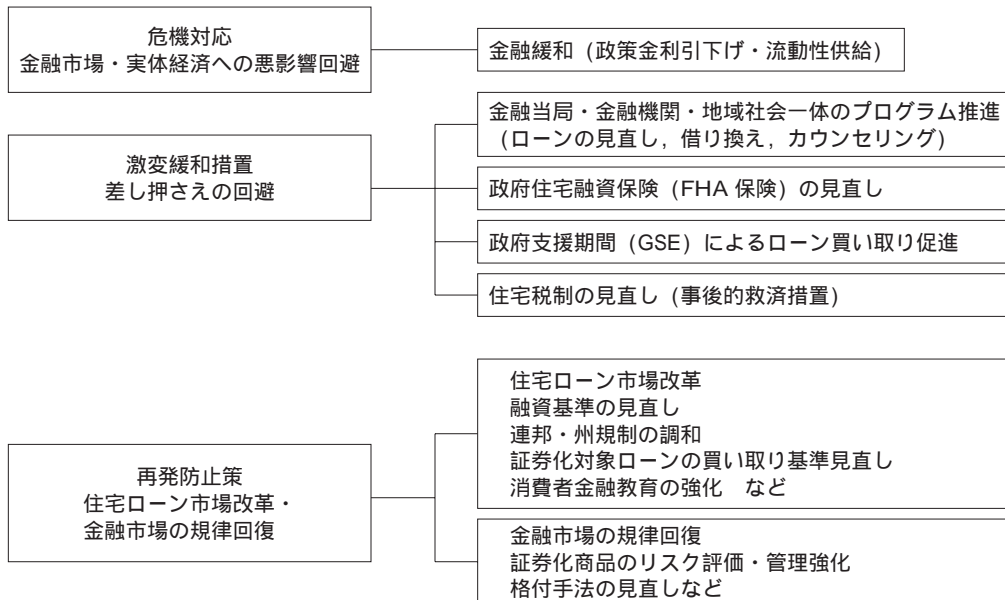 危機対応
金融市場・実体経済への悪影響回避
金融緩和（政策金利引下げ・流動性供給）
激変緩和措置
差し押さえの回避
金融当局・金融機関・地域社会一体のプログラム推進
（ローンの見直し，借り換え，カウンセリング）
政府住宅融資保険（FHA 保険）の見直し
政府支援期間（GSE）によるローン買い取り促進
住宅税制の見直し（事後的救済措置）
再発防止策
住宅ローン市場改革・
金融市場の規律回復
住宅ローン市場改革
融資基準の見直し
連邦・州規制の調和
証券化対象ローンの買い取り基準見直し
消費者金融教育の強化　など
金融市場の規律回復
証券化商品のリスク評価・管理強化
格付手法の見直しなど